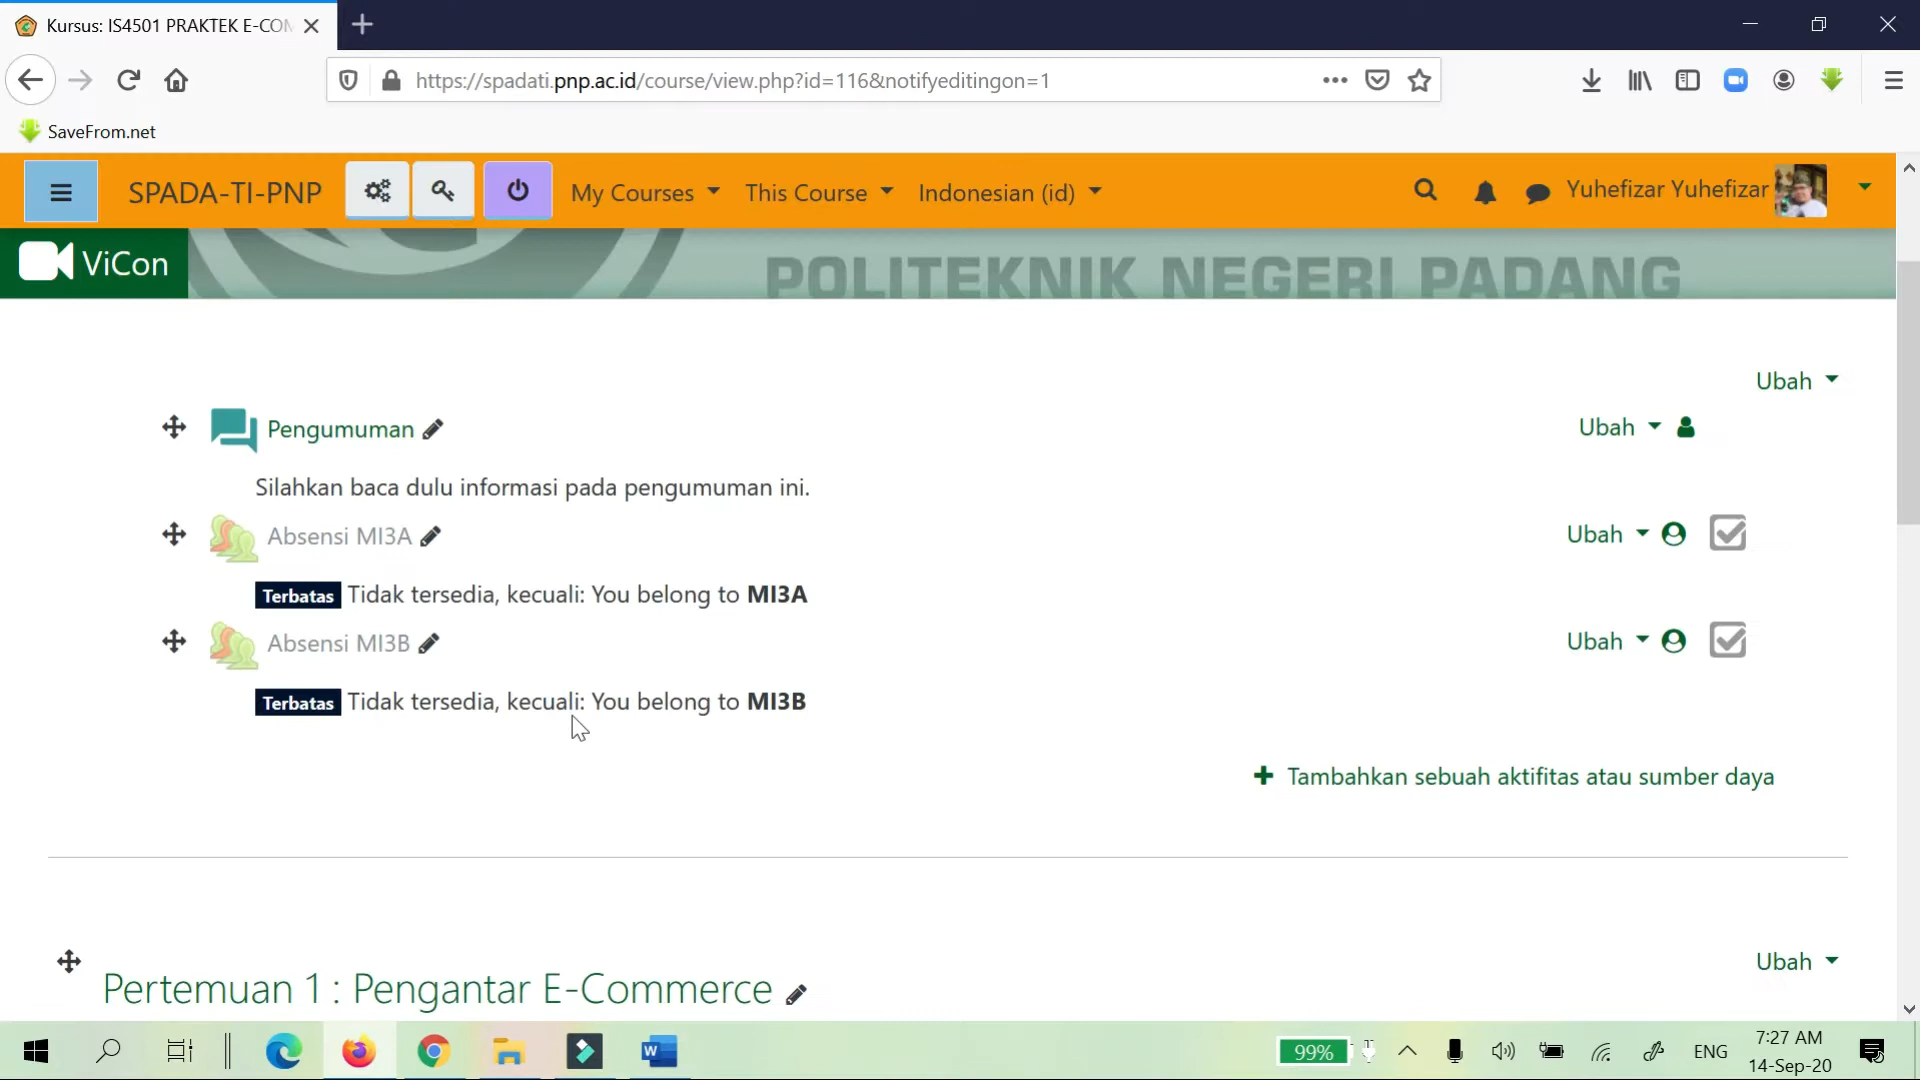 Kursus: IS4501 PRAKTEK E-COM
https://spadati.pnp.ac.id/course/view.php?id=116&notifyeditingon=1
SaveFrom.net
SPADA-TI-PNP
My Courses
This Course
Indonesian (id)
Yuhefizar Yuhefizar
ViCon
POLITEKNIK NEGERI PADANG
Ubah
Pengumuman
Ubah
Silahkan baca dulu informasi pada pengumuman ini.
Absensi MI3A
Ubah
Terbatas Tidak tersedia, kecuali: You belong to MI3A
Absensi MI3B
Ubah
Terbatas Tidak tersedia, kecuali: You belong to MI3B
Tambahkan sebuah aktifitas atau sumber daya
Ubah
Pertemuan 1 : Pengantar E-Commerce
99%
ENG
7:27 AM
14-Sep-20